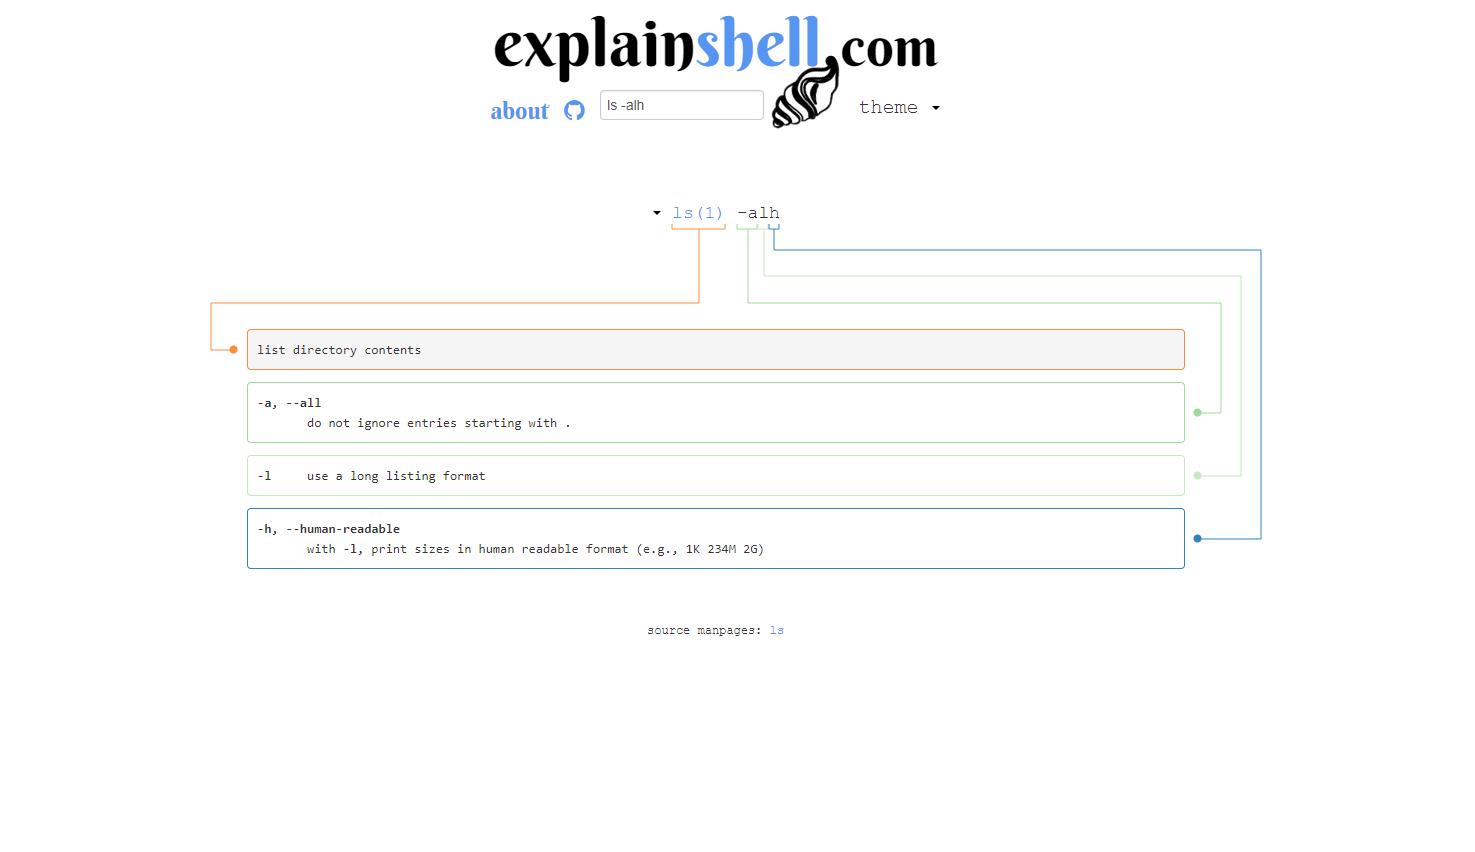 explainshell.com
about ls -alh theme
ls(1) -alh
list directory contents
-a, --all
do not ignore entries starting with .
-l use a long listing format
-h, --human-readable
with -l, print sizes in human readable format (e.g., 1K 234M 2G)
source manpages: ls